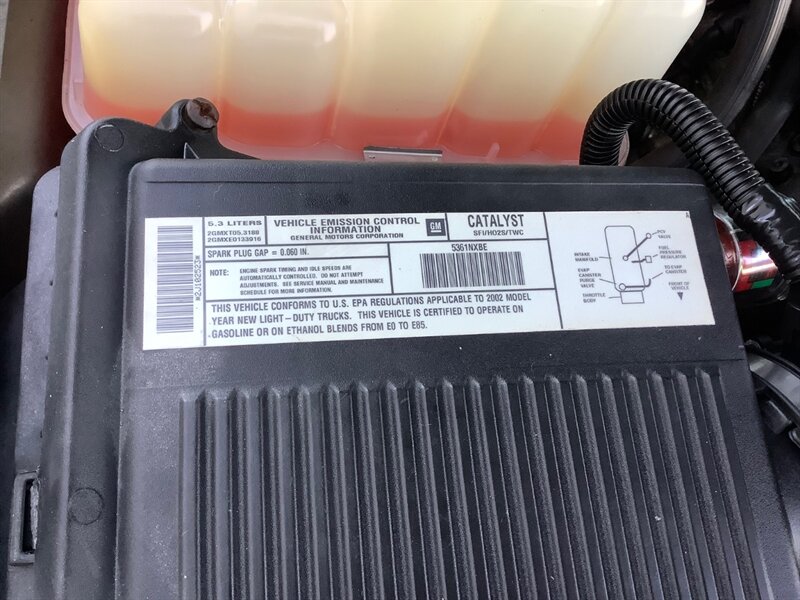 5.3 LITERS
2GMXT05.3188
2GMXE0133916
VEHICLE EMISSION CONTROL
INFORMATION
GENERAL MOTORS CORPORATION
GM
CATALYST
SFI/HO2S/TWC
SPARK PLUG GAP = 0.060 IN.
NOTE:
ENGINE SPARK TIMING AND IDLE SPEEDS ARE
AUTOMATICALLY CONTROLLED. DO NOT ATTEMPT
ADJUSTMENTS. SEE SERVICE MANUAL AND MAINTENANCE
SCHEDULE FOR MORE INFORMATION.
5361NXBE
THIS VEHICLE CONFORMS TO U.S. EPA REGULATIONS APPLICABLE TO 2002 MODEL
YEAR NEW LIGHT-DUTY TRUCKS. THIS VEHICLE IS CERTIFIED TO OPERATE ON
GASOLINE OR ON ETHANOL BLENDS FROM E0 TO E85.
A
PCV
VALVE
INTAKE
MANIFOLD
FUEL
PRESSURE
REGULATOR
EVAP
CANISTER
PURGE
VALVE
TO EVAP
CANISTER
THROTTLE
BODY
FRONT OF
VEHICLE